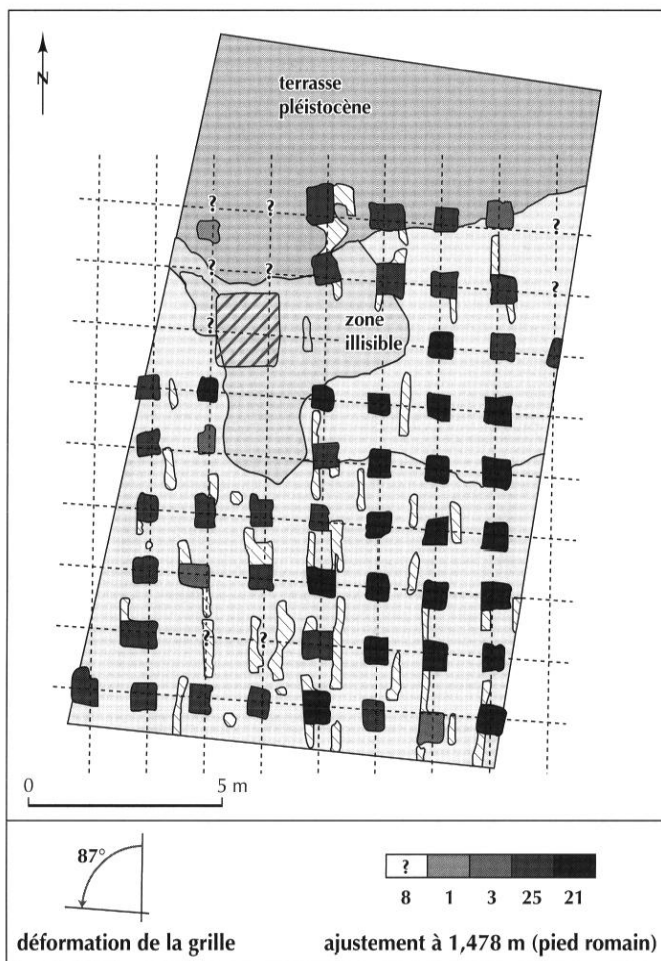 N
terrasse
pléistocène
?
?
?
?
?
?
?
zone
illisible
?
?
0
5 m
87°
déformation de la grille
?
8
1
3
25
21
ajustement à 1,478 m (pied romain)